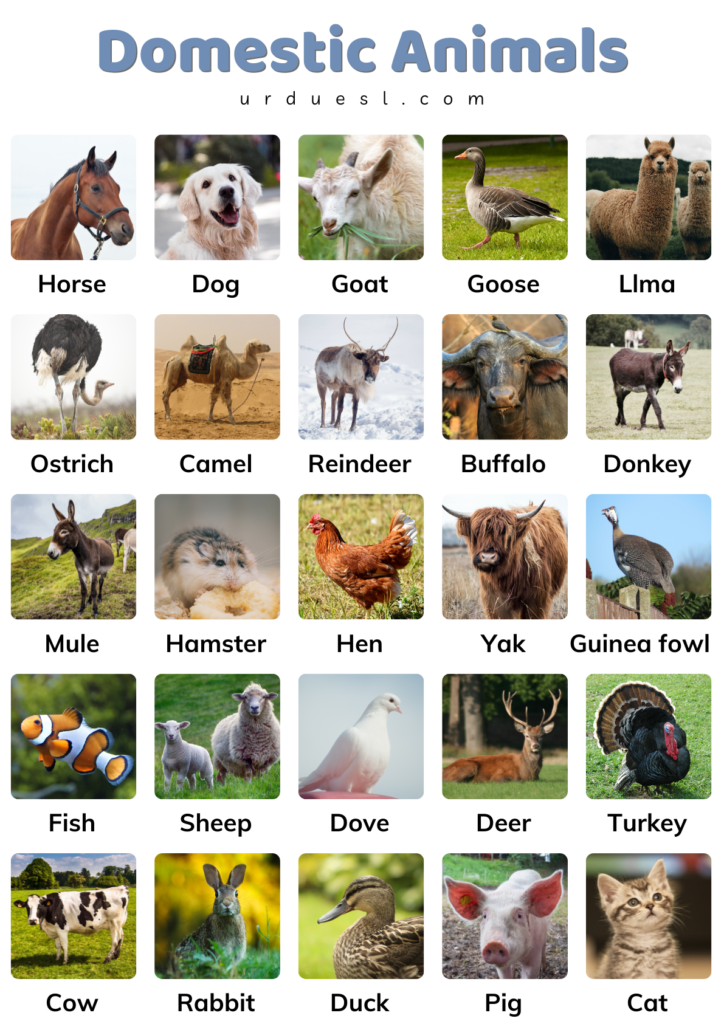 Domestic Animals
urduesl.com
Horse Dog Goat Goose Llma
Ostrich Camel Reindeer Buffalo Donkey
Mule Hamster Hen Yak Guinea fowl
Fish Sheep Dove Deer Turkey
Cow Rabbit Duck Pig Cat